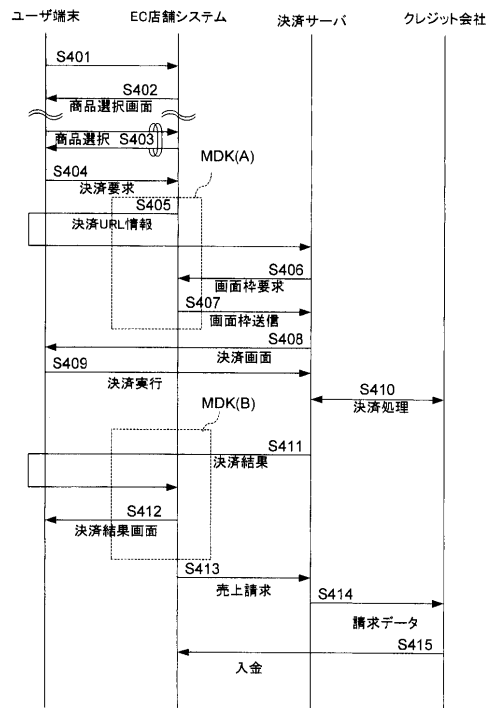 ユーザ端末
EC店舗システム
決済サーバ
クレジット会社
S401
S402
商品選択画面
商品選択 S403
MDK(A)
S404
決済要求
S405
決済URL情報
S406
画面枠要求
S407
画面枠送信
S408
決済画面
S409
決済実行
S410
決済処理
MDK(B)
S411
決済結果
S412
決済結果画面
S413
売上請求
S414
請求データ
S415
入金